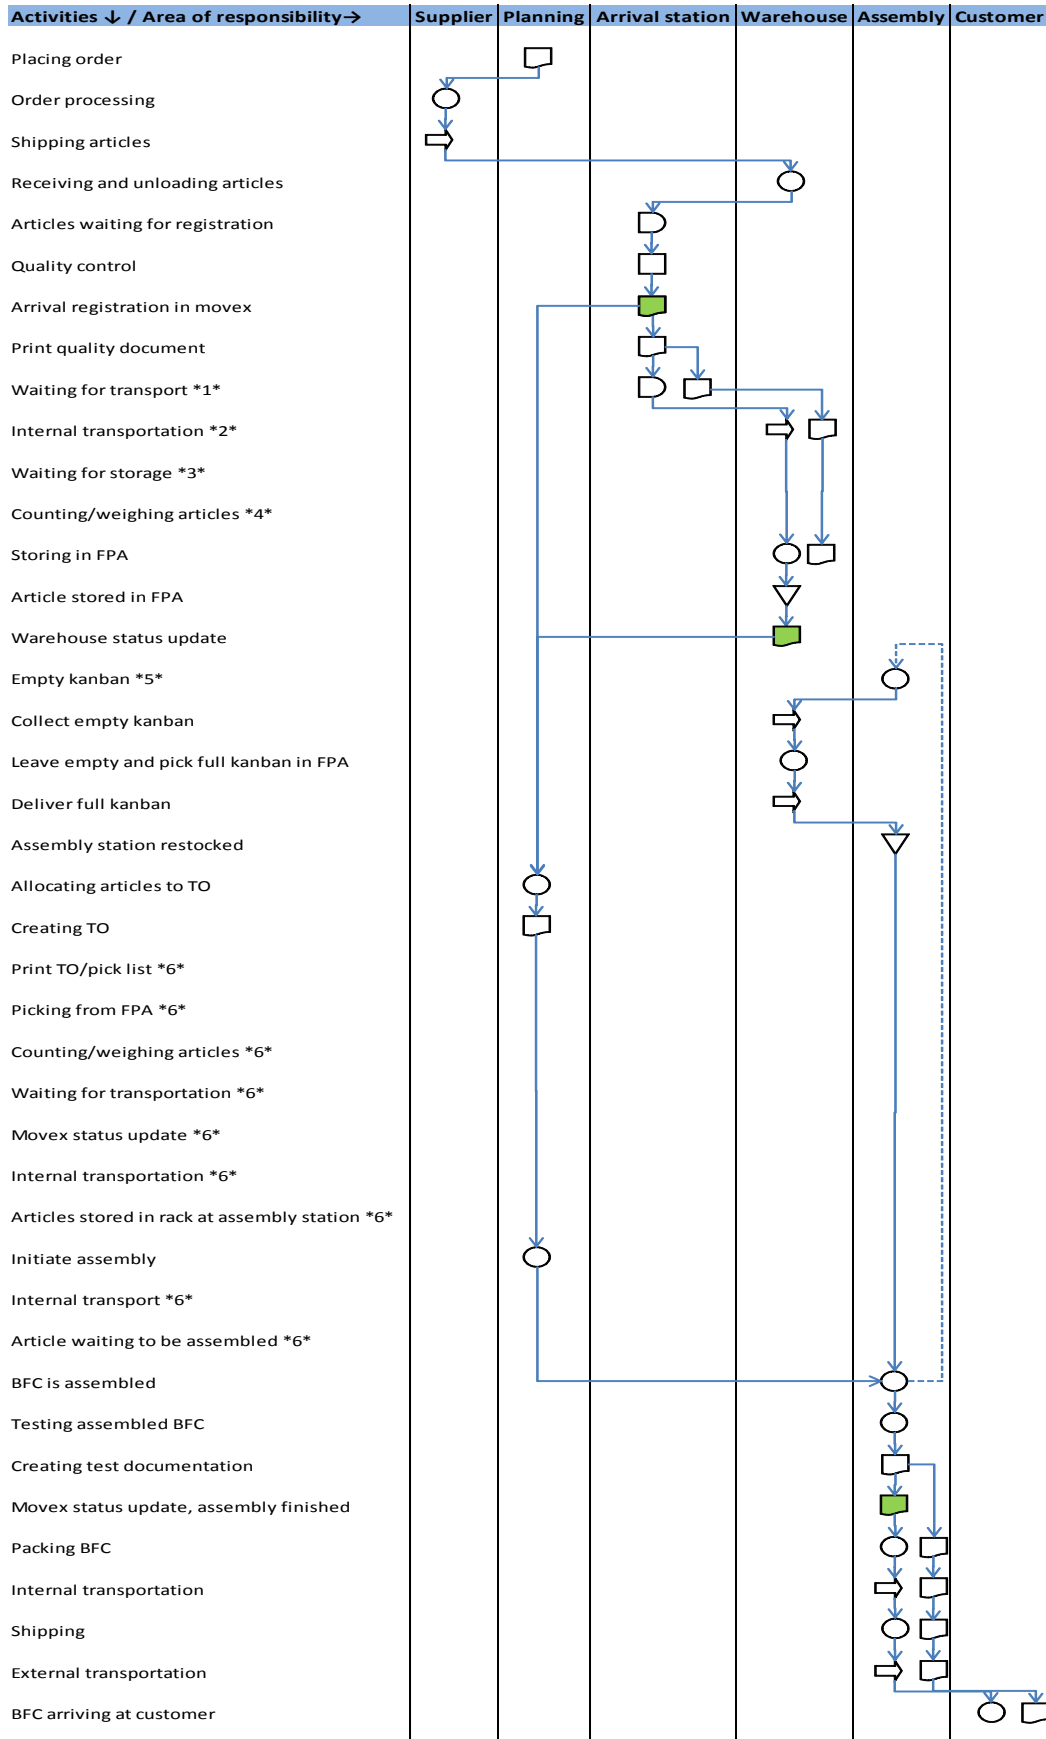 Activities ↓ / Area of responsibility→ Supplier Planning Arrival station Warehouse Assembly Customer
Placing order
Order processing
Shipping articles
Receiving and unloading articles
Articles waiting for registration
Quality control
Arrival registration in movex
Print quality document
Waiting for transport *1*
Internal transportation *2*
Waiting for storage *3*
Counting/weighing articles *4*
Storing in FPA
Article stored in FPA
Warehouse status update
Empty kanban *5*
Collect empty kanban
Leave empty and pick full kanban in FPA
Deliver full kanban
Assembly station restocked
Allocating articles to TO
Creating TO
Print TO/pick list *6*
Picking from FPA *6*
Counting/weighing articles *6*
Waiting for transportation *6*
Movex status update *6*
Internal transportation *6*
Articles stored in rack at assembly station *6*
Initiate assembly
Internal transport *6*
Article waiting to be assembled *6*
BFC is assembled
Testing assembled BFC
Creating test documentation
Movex status update, assembly finished
Packing BFC
Internal transportation
Shipping
External transportation
BFC arriving at customer